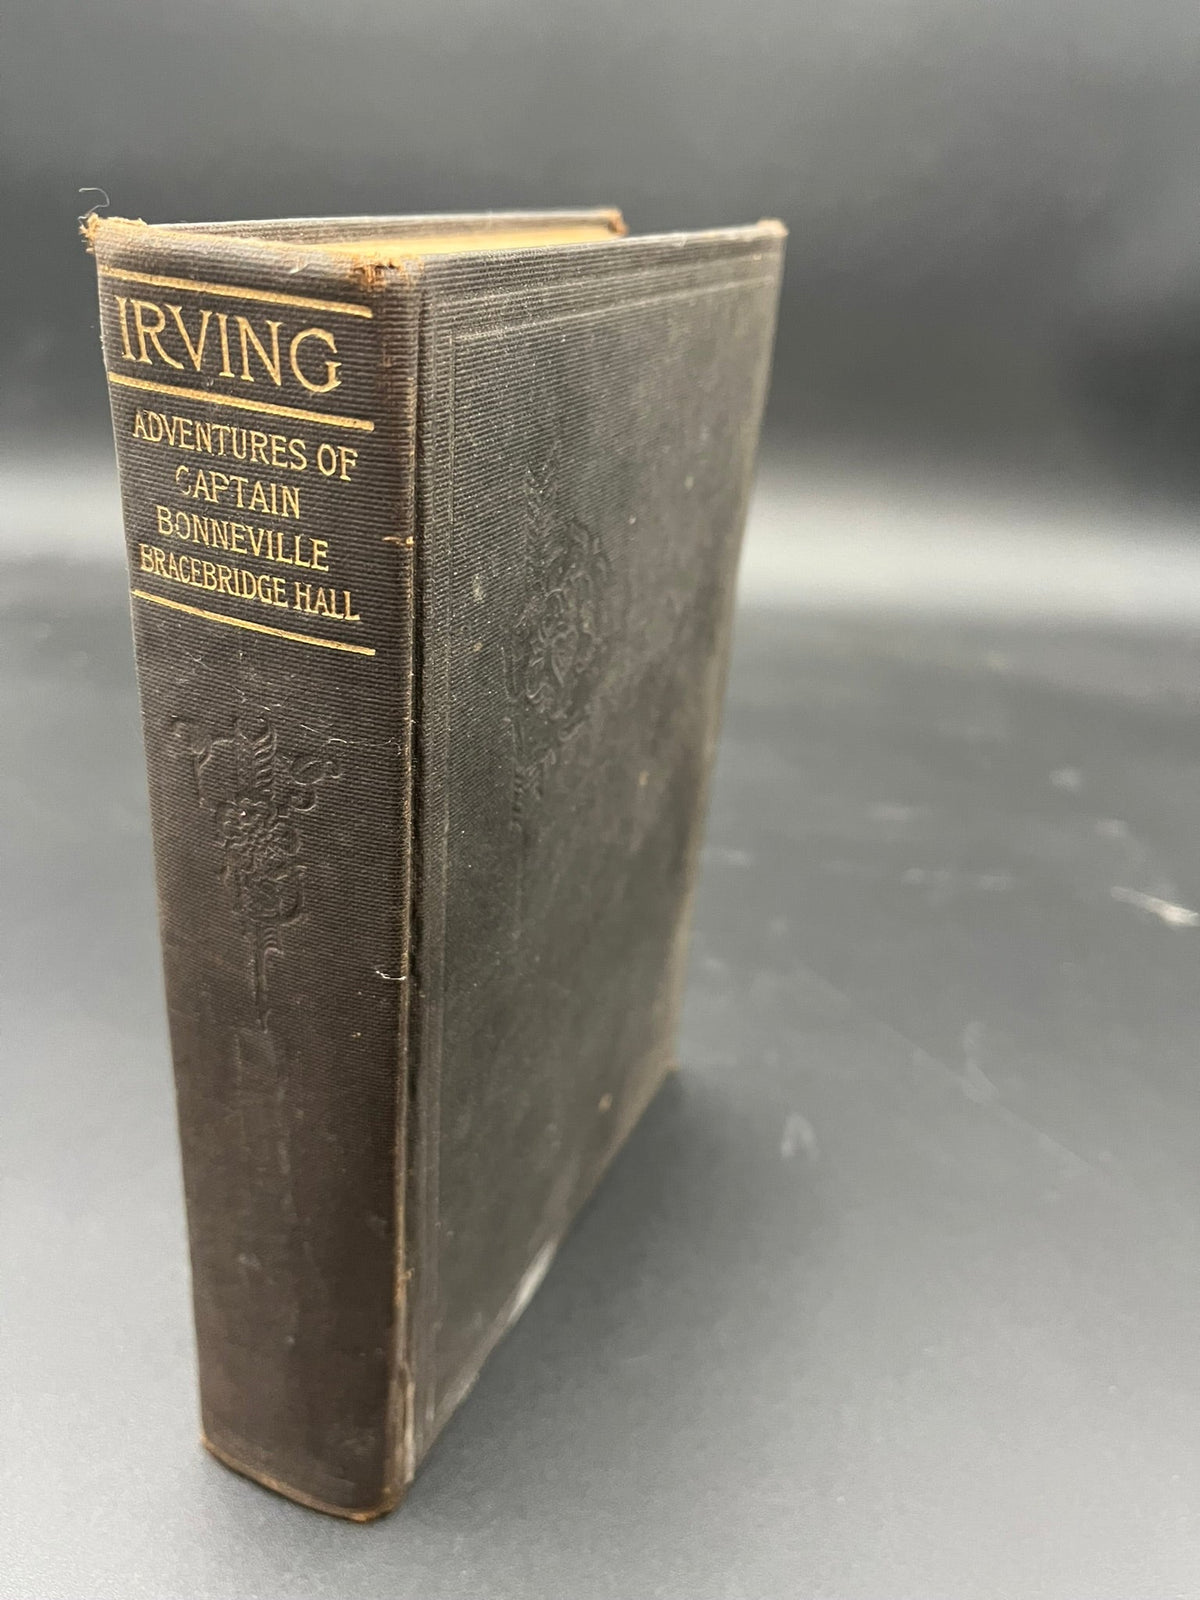 IRVING
ADVENTURES OF
CAPTAIN
BONNEVILLE
BRACEBRIDGE HALL